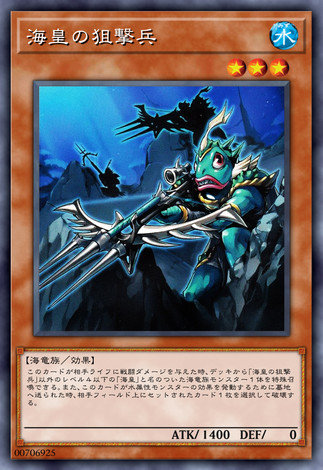 海皇の狙撃兵
水
【海竜族／効果】
このカードが相手ライフに戦闘ダメージを与えた時、デッキから「海皇の狙撃
兵」以外のレベル４以下の「海皇」と名のついた海竜族モンスター１体を特殊召
喚できる。また、このカードが水属性モンスターの効果を発動するために墓地
へ送られた時、相手フィールド上にセットされたカード１枚を選択して破壊す
る。
ATK/ 1400 DEF/ 0
00706925